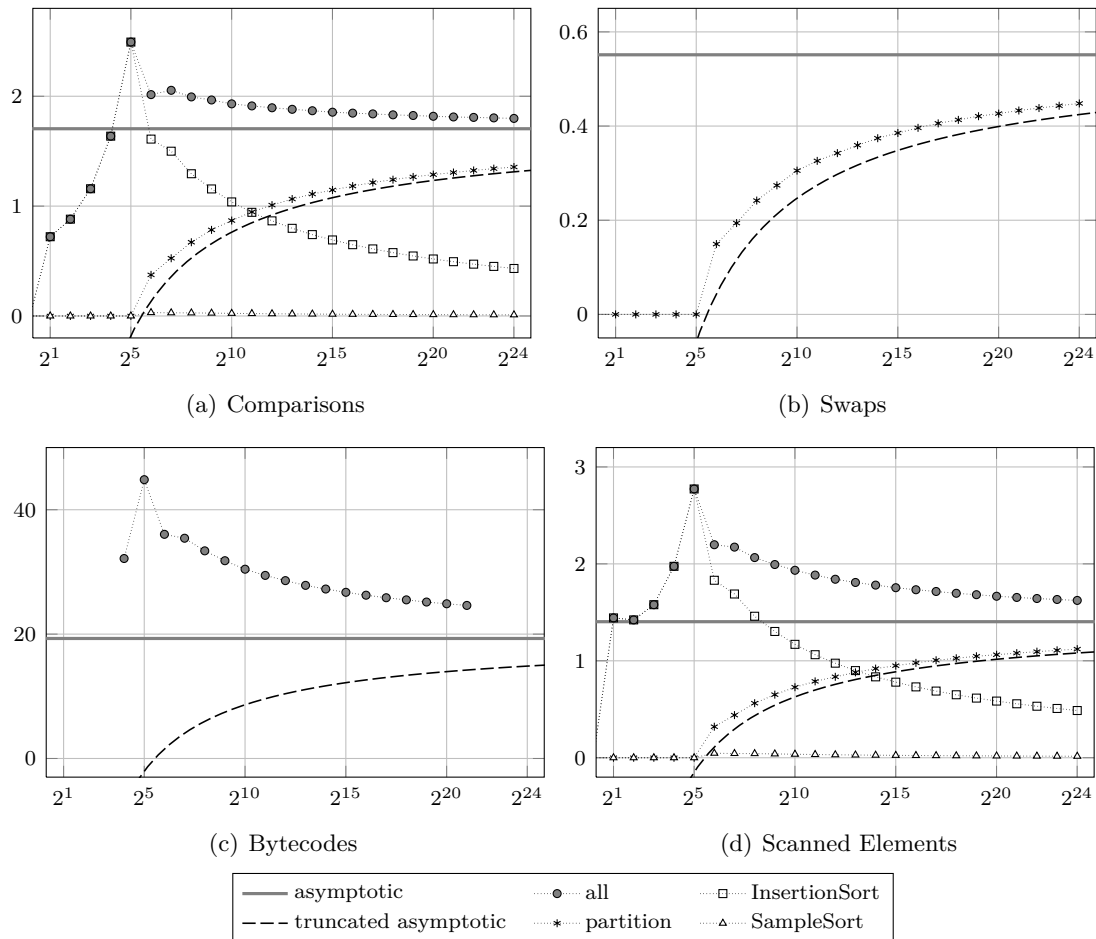 2
1
0
2^1 2^5 2^10 2^15 2^20 2^24
(a) Comparisons
0.6
0.4
0.2
0
2^1 2^5 2^10 2^15 2^20 2^24
(b) Swaps
40
20
0
2^1 2^5 2^10 2^15 2^20 2^24
(c) Bytecodes
3
2
1
0
2^1 2^5 2^10 2^15 2^20 2^24
(d) Scanned Elements
asymptotic all InsertionSort
truncated asymptotic partition SampleSort